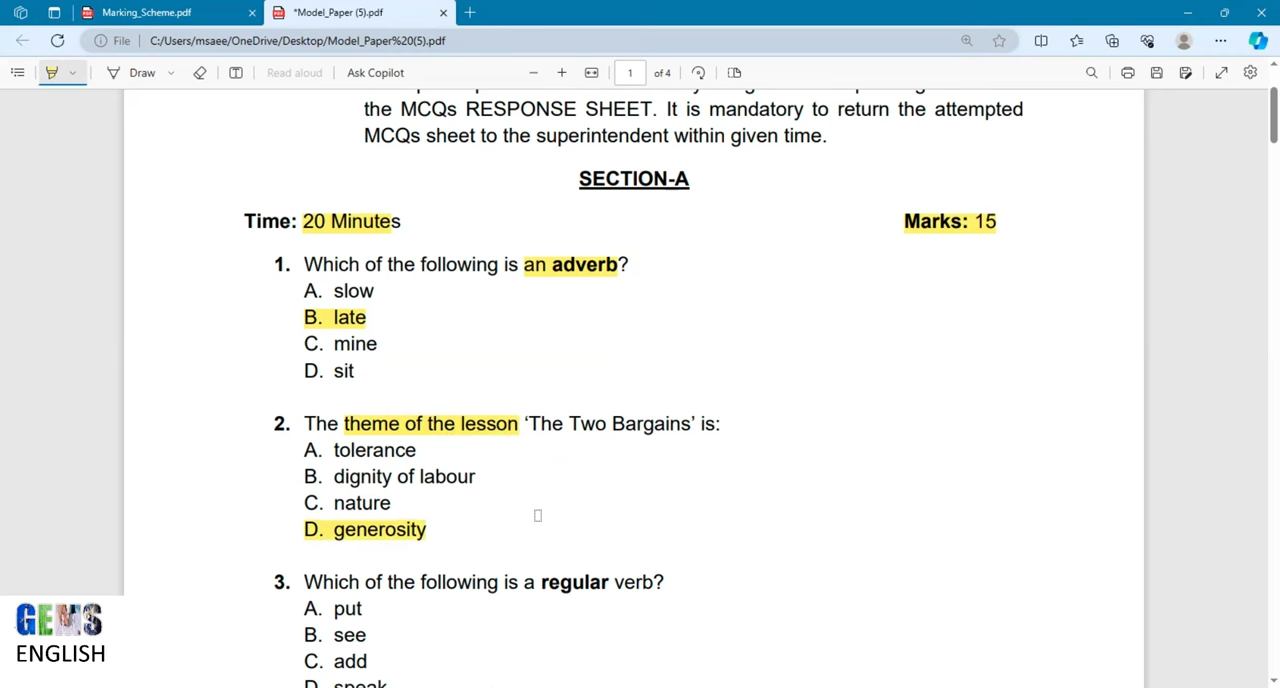 Marking_Scheme.pdf
*Model_Paper (5).pdf
File
C:/Users/msaee/OneDrive/Desktop/Model_Paper%20(5).pdf
Draw
Read aloud
Ask Copilot
1
of 4
the MCQs RESPONSE SHEET. It is mandatory to return the attempted
MCQs sheet to the superintendent within given time.
SECTION-A
Time: 20 Minutes
Marks: 15
1. Which of the following is an adverb?
A. slow
B. late
C. mine
D. sit
2. The theme of the lesson ‘The Two Bargains’ is:
A. tolerance
B. dignity of labour
C. nature
D. generosity
3. Which of the following is a regular verb?
A. put
B. see
C. add
D. speak
GEMS
ENGLISH